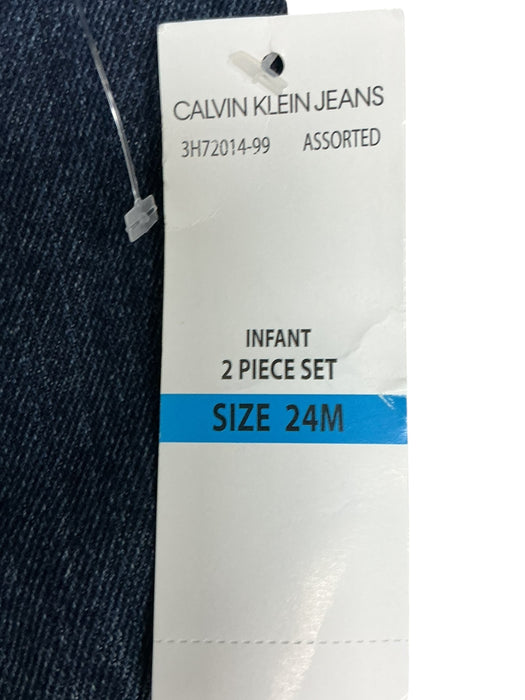 CALVIN KLEIN JEANS
3H72014-99 ASSORTED
INFANT
2 PIECE SET
SIZE 24M